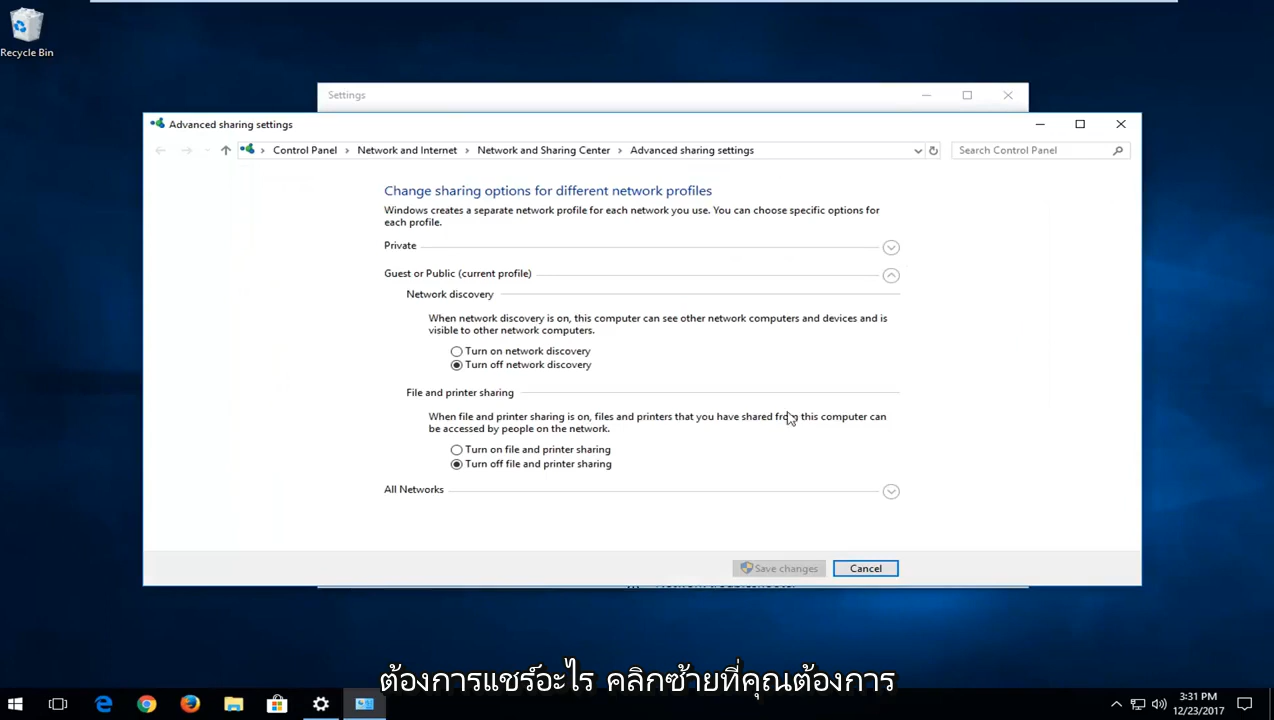 Recycle Bin
Settings
Advanced sharing settings
Control Panel > Network and Internet > Network and Sharing Center > Advanced sharing settings
Search Control Panel
Change sharing options for different network profiles
Windows creates a separate network profile for each network you use. You can choose specific options for
each profile.
Private
Guest or Public (current profile)
Network discovery
When network discovery is on, this computer can see other network computers and devices and is
visible to other network computers.
Turn on network discovery
Turn off network discovery
File and printer sharing
When file and printer sharing is on, files and printers that you have shared from this computer can
be accessed by people on the network.
Turn on file and printer sharing
Turn off file and printer sharing
All Networks
Save changes
Cancel
ต้องการแชร์อะไร คลิกซ้ายที่คุณต้องการ
3:31 PM
12/23/2017